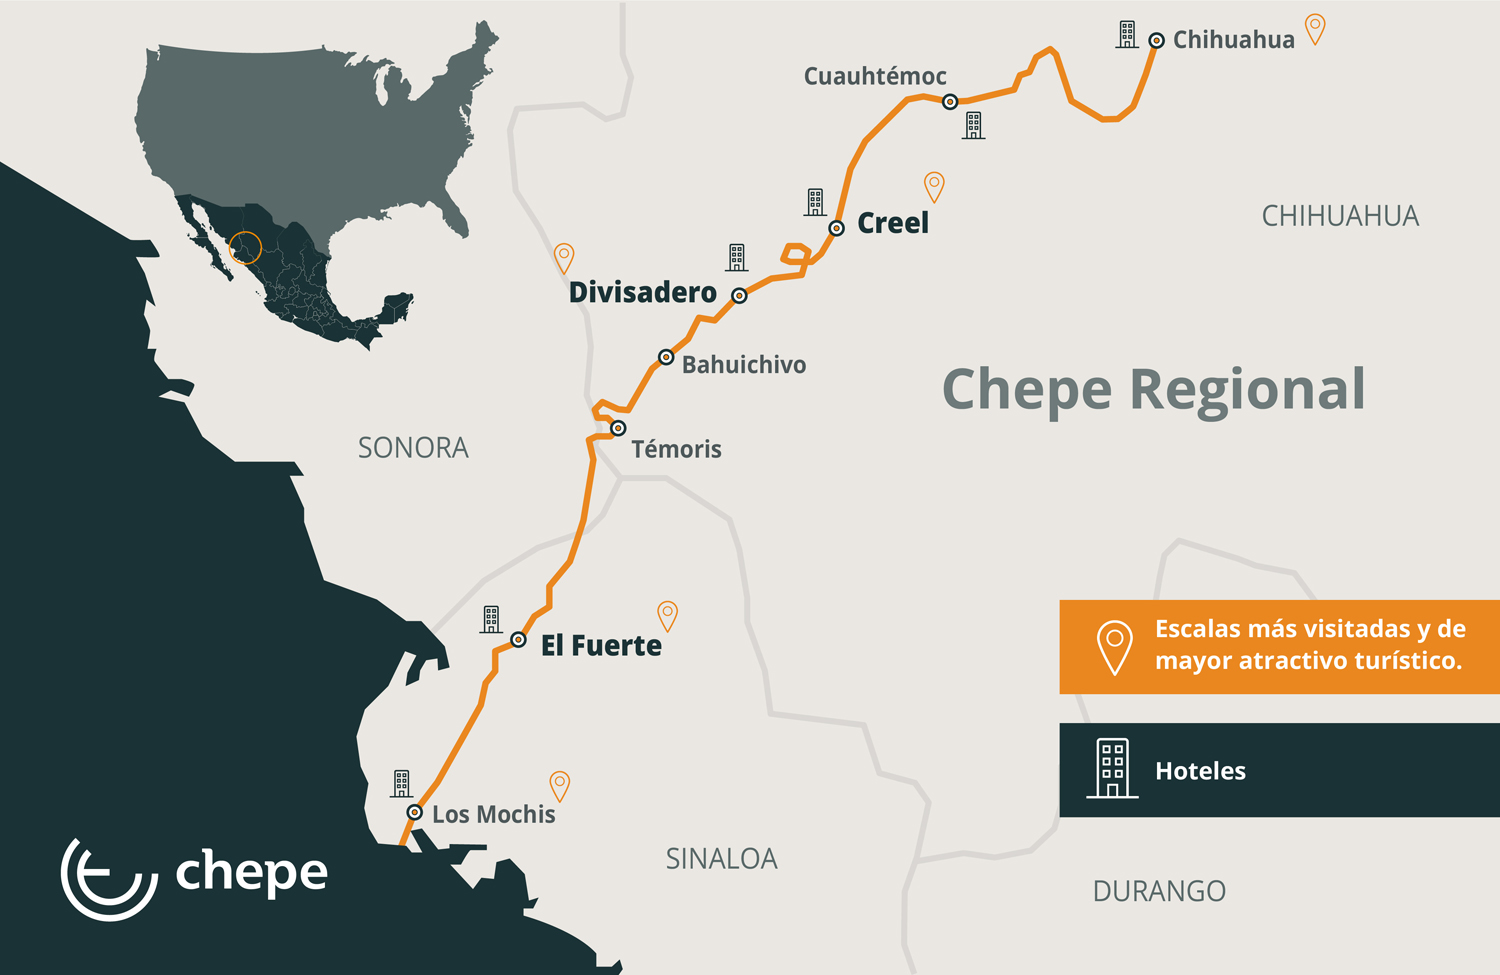 Chihuahua
Cuauhtémoc
CHIHUAHUA
Creel
Divisadero
Bahuichivo
Chepe Regional
SONORA
Témoris
El Fuerte
Escalas más visitadas y de
mayor atractivo turístico.
Hoteles
Los Mochis
SINALOA
chepe
DURANGO